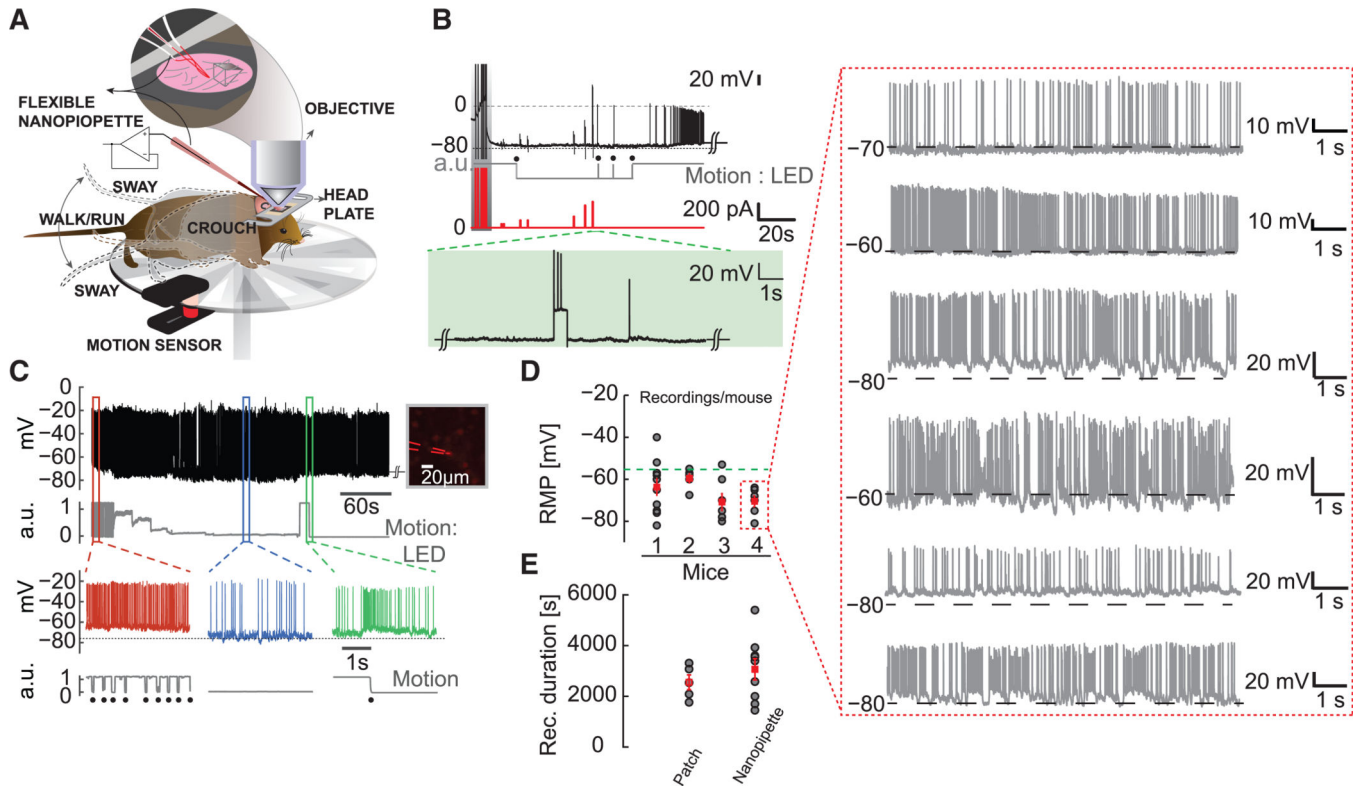 A
FLEXIBLE
NANOPIOPETTE
OBJECTIVE
SWAY
HEAD
PLATE
WALK/RUN
CROUCH
SWAY
MOTION SENSOR
B
20 mV
0
−80
a.u
Motion : LED
200 pA
20s
0
20 mV
1s
−70
10 mV
1 s
−60
10 mV
1 s
−80
20 mV
1 s
−60
20 mV
1 s
−80
20 mV
1 s
−80
20 mV
1 s
C
0
−20
−40
−60
−80
mV
20µm
60s
1
0
a.u.
Motion:
LED
−20
−40
−60
−80
mV
1s
1
0
a.u.
Motion
D
−20
−40
−60
−80
RMP [mV]
Recordings/mouse
1 2 3 4
Mice
E
6000
4000
2000
0
Rec. duration [s]
Patch
Nanopipette